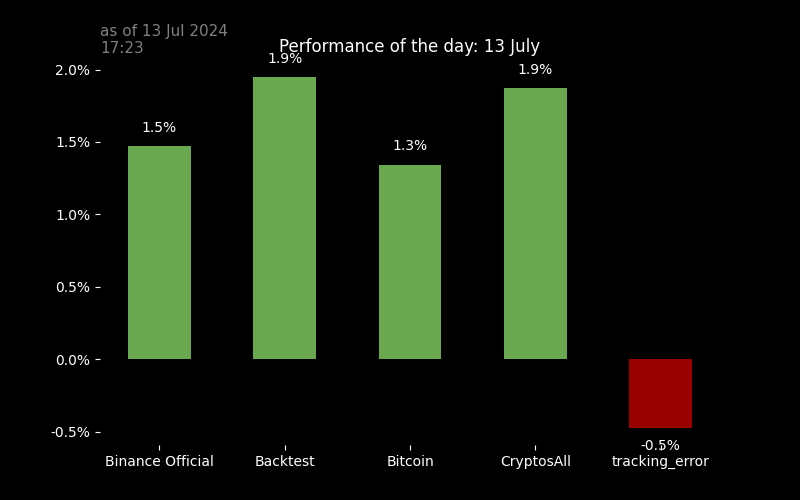 as of 13 Jul 2024
17:23
Performance of the day: 13 July
2.0%
1.5%
1.0%
0.5%
0.0%
-0.5%
1.5%
1.9%
1.3%
1.9%
-0.5%
Binance Official
Backtest
Bitcoin
CryptosAll
tracking_error